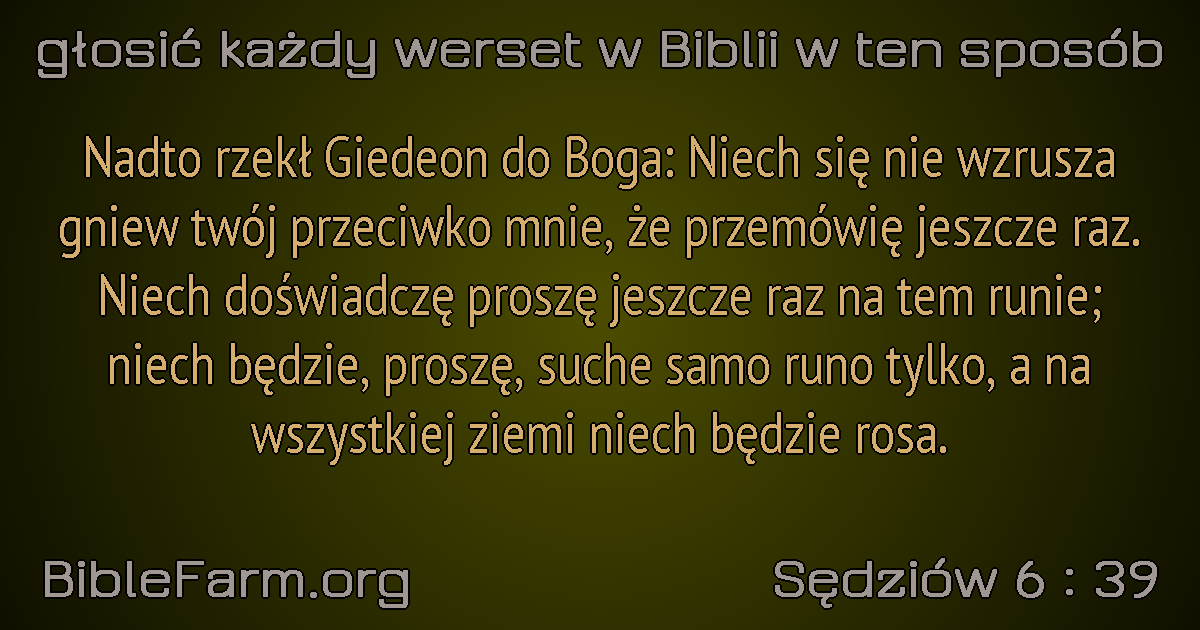 głosić każdy werset w Biblii w ten sposób
Nadto rzekł Giedeon do Boga: Niech się nie wzrusza
gniew twój przeciwko mnie, że przemówię jeszcze raz.
Niech doświadczę proszę jeszcze raz na tem runie;
niech będzie, proszę, suche samo runo tylko, a na
wszystkiej ziemi niech będzie rosa.
BibleFarm.org
Sędziów 6 : 39